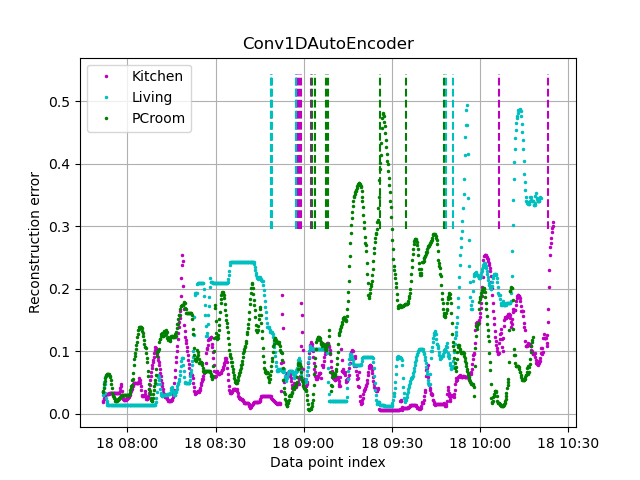 Conv1DAutoEncoder
Kitchen
Living
PCroom
Reconstruction error
0.5
0.4
0.3
0.2
0.1
0.0
18 08:00 18 08:30 18 09:00 18 09:30 18 10:00 18 10:30
Data point index